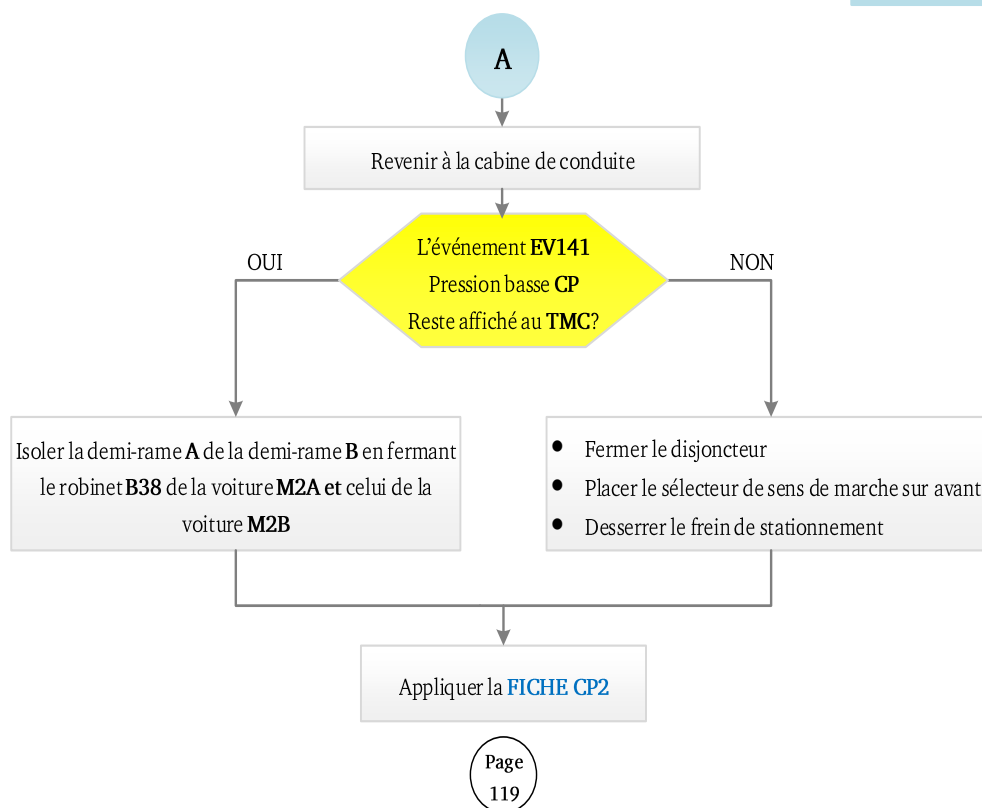 A
Revenir à la cabine de conduite
L'événement EV141
Pression basse CP
Reste affiché au TMC?
OUI
NON
Isoler la demi-rame A de la demi-rame B en fermant
le robinet B38 de la voiture M2A et celui de la
voiture M2B
• Fermer le disjoncteur
• Placer le sélecteur de sens de marche sur avant
• Desserrer le frein de stationnement
Appliquer la FICHE CP2
Page
119